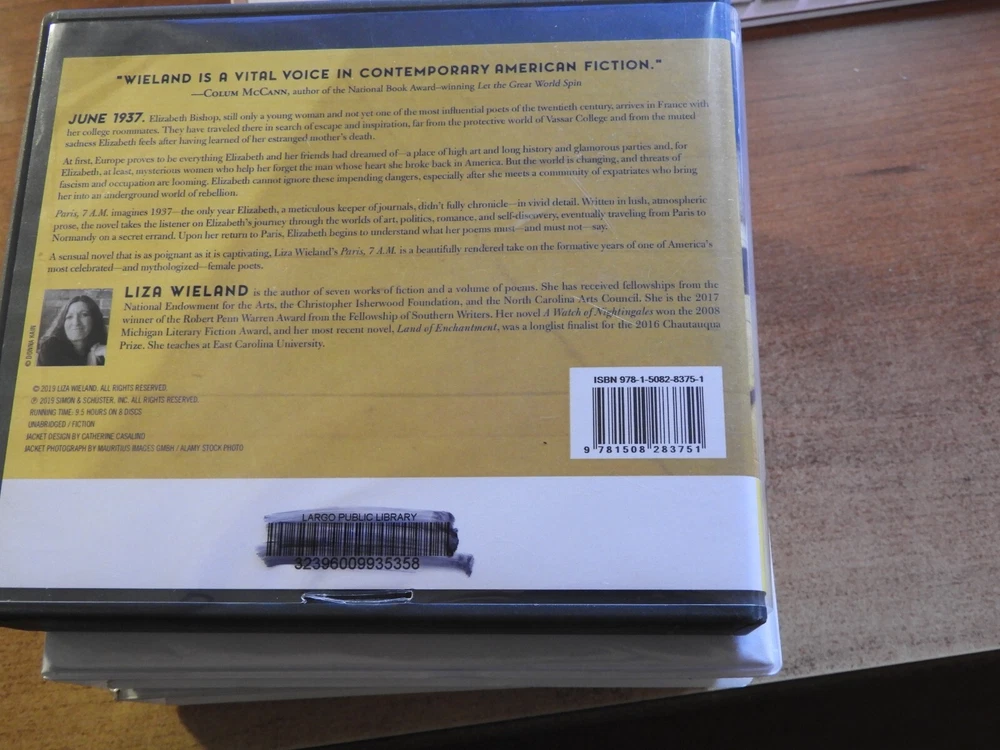 "WIELAND IS A VITAL VOICE IN CONTEMPORARY AMERICAN FICTION."
—COLUM MCCANN, author of the National Book Award–winning Let the Great World Spin
JUNE 1937. Elizabeth Bishop, still only a young woman and not yet one of the most influential poets of the twentieth century, arrives in France with
her college roommates. They have traveled there in search of escape and inspiration, far from the protective world of Vassar College and from the muted
sadness Elizabeth feels after having learned of her estranged mother's death.
At first, Europe proves to be everything Elizabeth and her friends had dreamed of—a place of high art and long history and glamorous parties and, for
Elizabeth, at least, mysterious women who help her forget the man whose heart she broke back in America. But the world is changing, and threats of
fascism and occupation are looming. Elizabeth cannot ignore these impending dangers, especially after she meets a community of expatriates who bring
her into an underground world of rebellion.
Paris, 7 A.M. imagines 1937—the only year Elizabeth, a meticulous keeper of journals, didn't fully chronicle—in vivid detail. Written in lush, atmospheric
prose, the novel takes the listener on Elizabeth's journey through the worlds of art, politics, romance, and self-discovery, eventually traveling from Paris to
Normandy on a secret errand. Upon her return to Paris, Elizabeth begins to understand what her poems must—and must not—say.
A sensual novel that is as poignant as it is captivating, Liza Wieland's Paris, 7 A.M. is a beautifully rendered take on the formative years of one of America's
most celebrated—and mythologized—female poets.
LIZA WIELAND is the author of seven works of fiction and a volume of poems. She has received fellowships from the
National Endowment for the Arts, the Christopher Isherwood Foundation, and the North Carolina Arts Council. She is the 2017
winner of the Robert Penn Warren Award from the Fellowship of Southern Writers. Her novel A Watch of Nightingales won the 2008
Michigan Literary Fiction Award, and her most recent novel, Land of Enchantment, was a longlist finalist for the 2016 Chautauqua
Prize. She teaches at East Carolina University.
© DONNA KAIN
© 2019 LIZA WIELAND. ALL RIGHTS RESERVED.
℗ 2019 SIMON & SCHUSTER, INC. ALL RIGHTS RESERVED.
RUNNING TIME: 9.5 HOURS ON 8 DISCS
UNABRIDGED / FICTION
JACKET DESIGN BY CATHERINE CASALINO
JACKET PHOTOGRAPH BY MAURITIUS IMAGES GMBH / ALAMY STOCK PHOTO
ISBN 978-1-5082-8375-1
9 781508 283751
LARGO PUBLIC LIBRARY
32396009935358